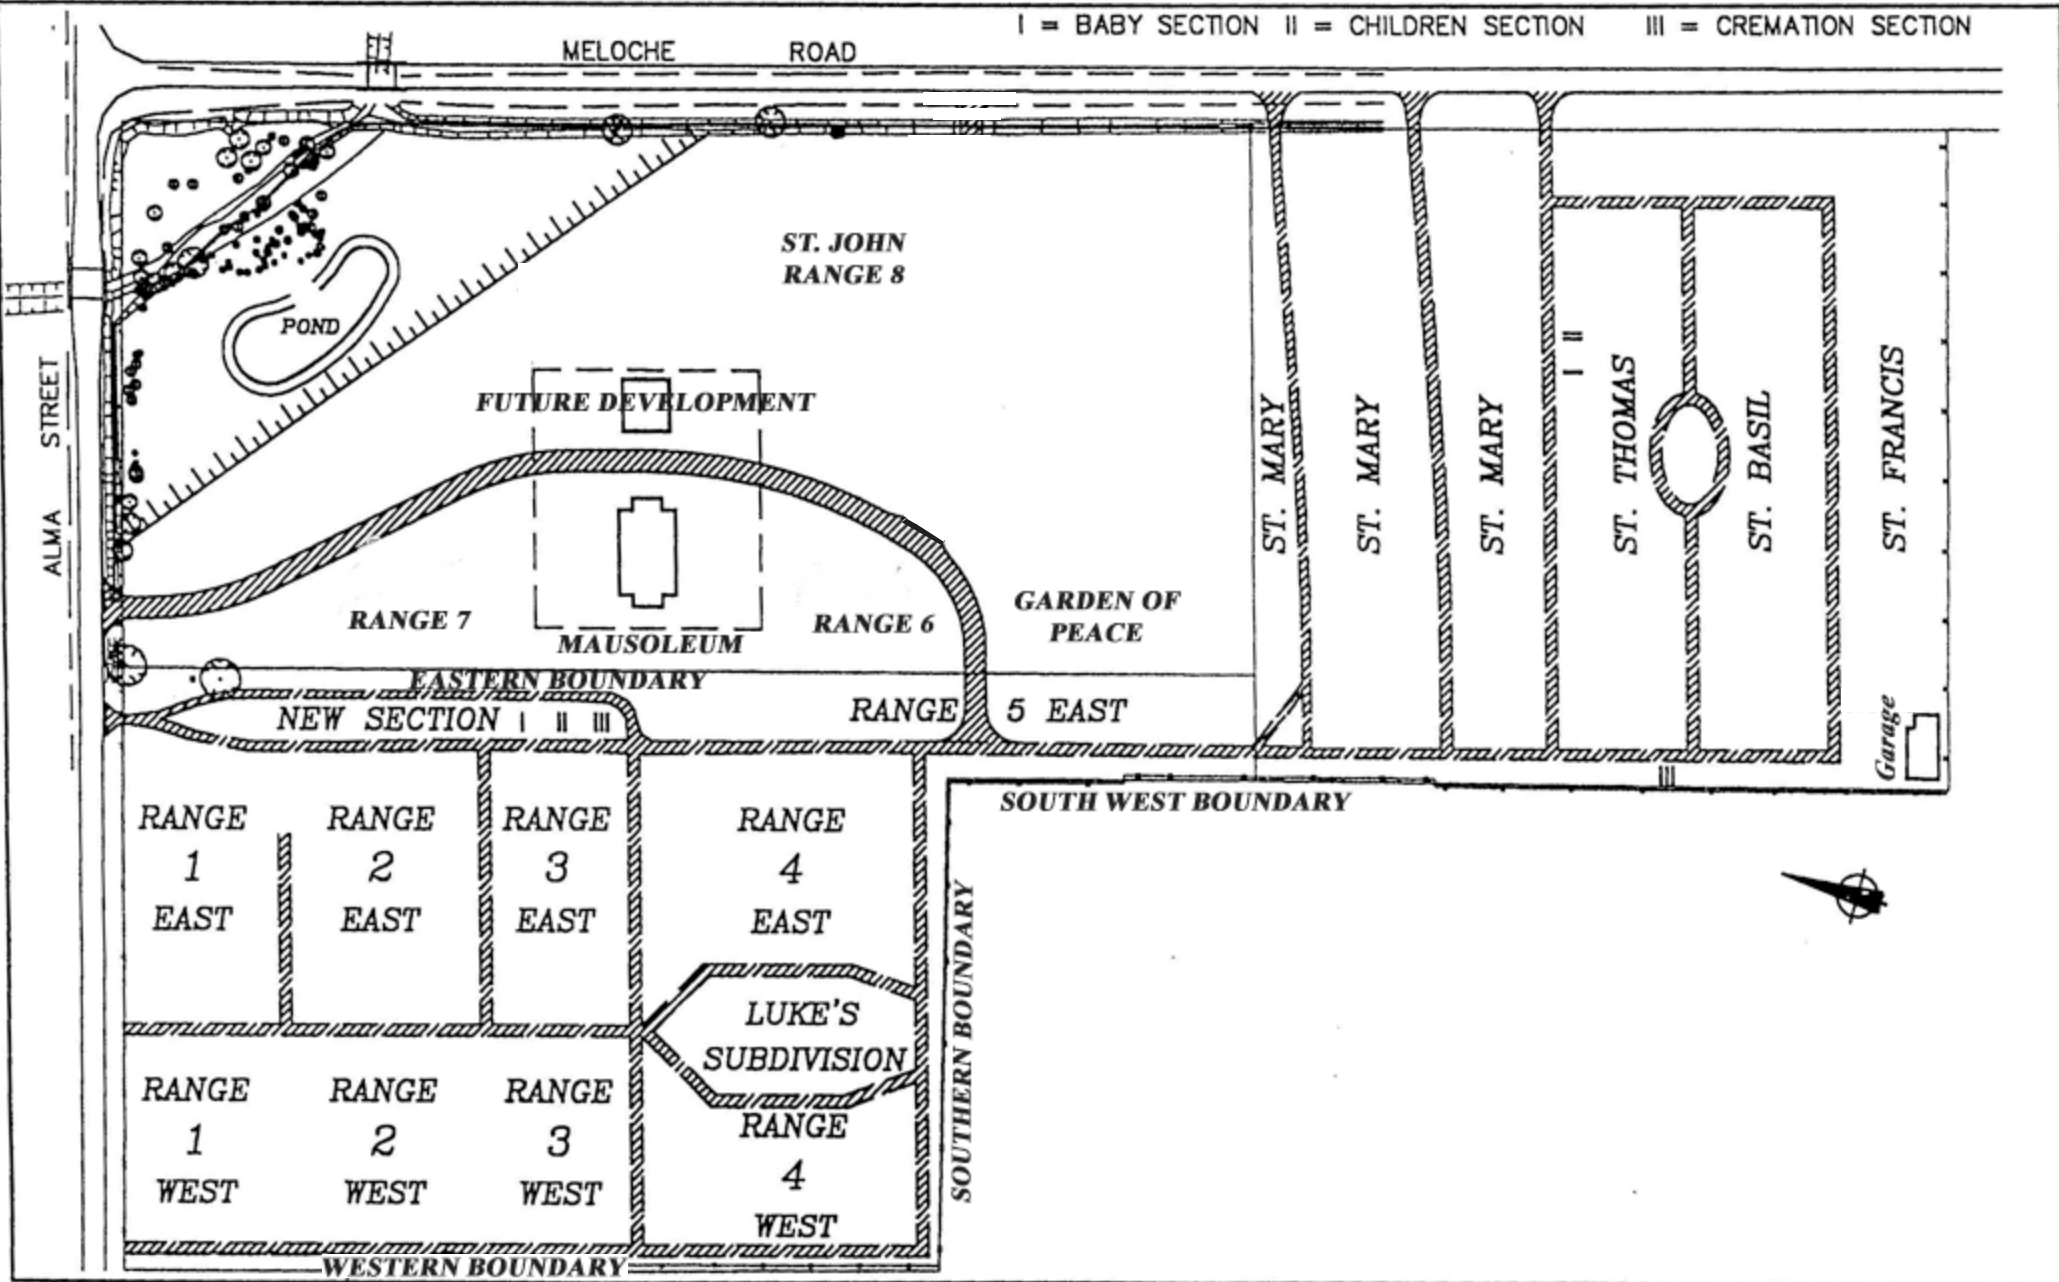 I = BABY SECTION II = CHILDREN SECTION III = CREMATION SECTION
MELOCHE ROAD
ALMA STREET
POND
ST. JOHN
RANGE 8
FUTURE DEVELOPMENT
MAUSOLEUM
RANGE 7
RANGE 6
GARDEN OF
PEACE
EASTERN BOUNDARY
NEW SECTION I II III
RANGE 5 EAST
ST. MARY
ST. MARY
ST. MARY
II
I
ST. THOMAS
ST. BASIL
ST. FRANCIS
Garage
III
SOUTH WEST BOUNDARY
RANGE
1
EAST
RANGE
2
EAST
RANGE
3
EAST
RANGE
4
EAST
LUKE'S
SUBDIVISION
SOUTHERN BOUNDARY
RANGE
1
WEST
RANGE
2
WEST
RANGE
3
WEST
RANGE
4
WEST
WESTERN BOUNDARY